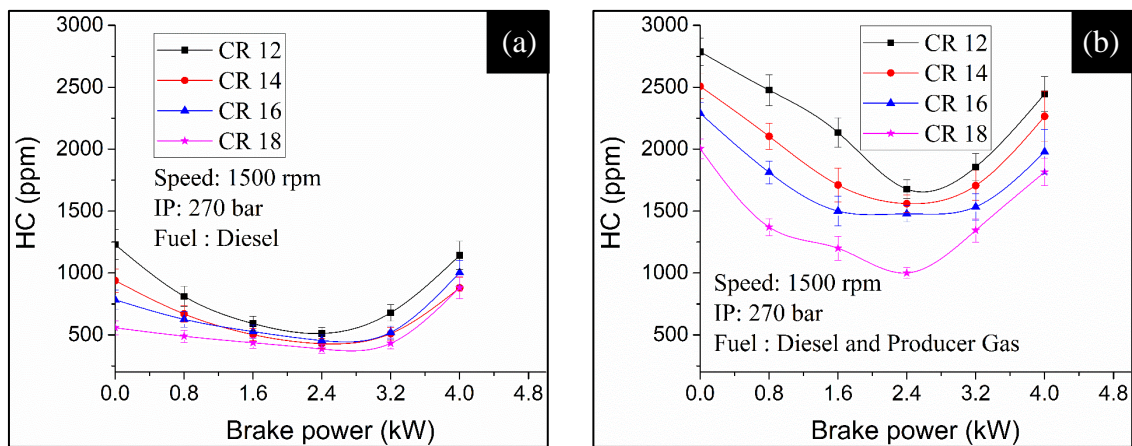 (a)
3000
2500
2000
1500
1000
500
HC (ppm)
CR 12
CR 14
CR 16
CR 18
Speed: 1500 rpm
IP: 270 bar
Fuel : Diesel
0.0 0.8 1.6 2.4 3.2 4.0 4.8
Brake power (kW)
(b)
3000
2500
2000
1500
1000
500
HC (ppm)
CR 12
CR 14
CR 16
CR 18
Speed: 1500 rpm
IP: 270 bar
Fuel : Diesel and Producer Gas
0.0 0.8 1.6 2.4 3.2 4.0 4.8
Brake power (kW)